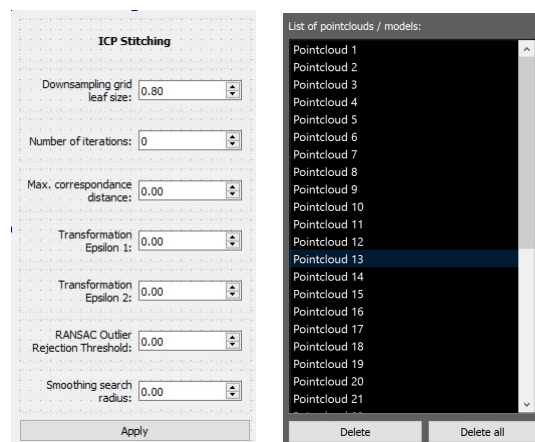 ICP Stitching
Downsampling grid
leaf size:
0.80
Number of iterations:
0
Max. correspondance
distance:
0.00
Transformation
Epsilon 1:
0.00
Transformation
Epsilon 2:
0.00
RANSAC Outlier
Rejection Threshold:
0.00
Smoothing search
radius:
0.00
Apply
List of pointclouds / models:
Pointcloud 1
Pointcloud 2
Pointcloud 3
Pointcloud 4
Pointcloud 5
Pointcloud 6
Pointcloud 7
Pointcloud 8
Pointcloud 9
Pointcloud 10
Pointcloud 11
Pointcloud 12
Pointcloud 13
Pointcloud 14
Pointcloud 15
Pointcloud 16
Pointcloud 17
Pointcloud 18
Pointcloud 19
Pointcloud 20
Pointcloud 21
Delete
Delete all